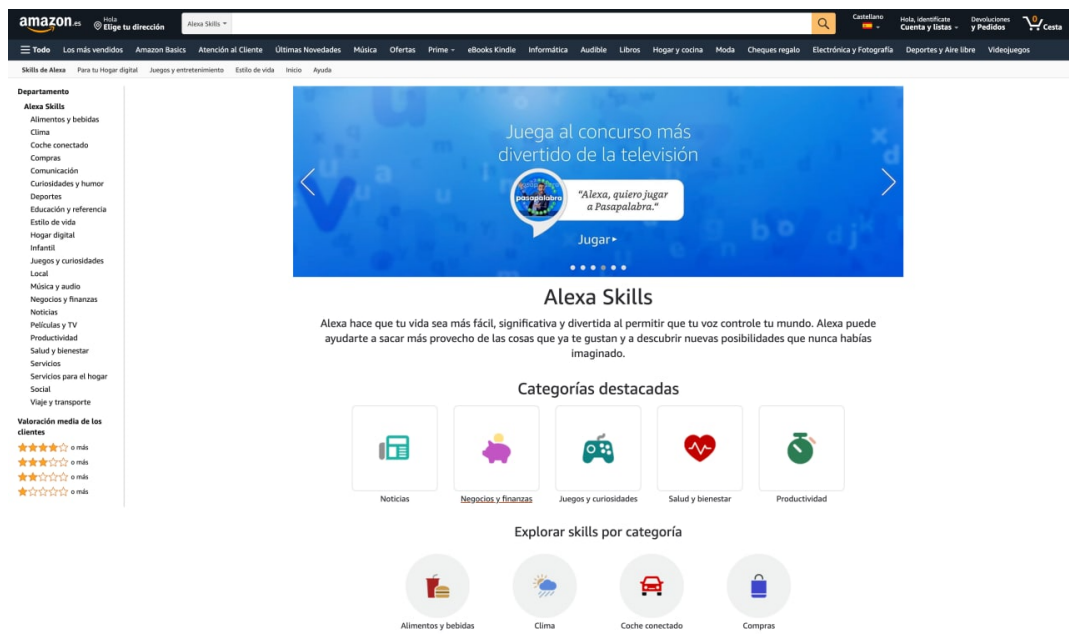 amazon.es
Hola
Elige tu dirección
Alexa Skills
Castellano
Hola, identifícate
Cuenta y listas
Devoluciones
y Pedidos
0
Cesta
Todo Los más vendidos Amazon Basics Atención al Cliente Últimas Novedades Música Ofertas Prime eBooks Kindle Informática Audible Libros Hogar y cocina Moda Cheques regalo Electrónica y Fotografía Deportes y Aire libre Videojuegos
Skills de Alexa Para tu Hogar digital Juegos y entretenimiento Estilo de vida Inicio Ayuda
Departamento
Alexa Skills
Alimentos y bebidas
Clima
Coche conectado
Compras
Comunicación
Curiosidades y humor
Deportes
Educación y referencia
Estilo de vida
Hogar digital
Infantil
Juegos y curiosidades
Local
Música y audio
Negocios y finanzas
Noticias
Películas y TV
Productividad
Salud y bienestar
Servicios
Servicios para el hogar
Social
Viaje y transporte
Valoración media de los
clientes
o más
o más
o más
o más
Juega al concurso más
divertido de la televisión
pasapalabra
"Alexa, quiero jugar
a Pasapalabra."
Jugar
Alexa Skills
Alexa hace que tu vida sea más fácil, significativa y divertida al permitir que tu voz controle tu mundo. Alexa puede
ayudarte a sacar más provecho de las cosas que ya te gustan y a descubrir nuevas posibilidades que nunca habías
imaginado.
Categorías destacadas
Noticias Negocios y finanzas Juegos y curiosidades Salud y bienestar Productividad
Explorar skills por categoría
Alimentos y bebidas Clima Coche conectado Compras